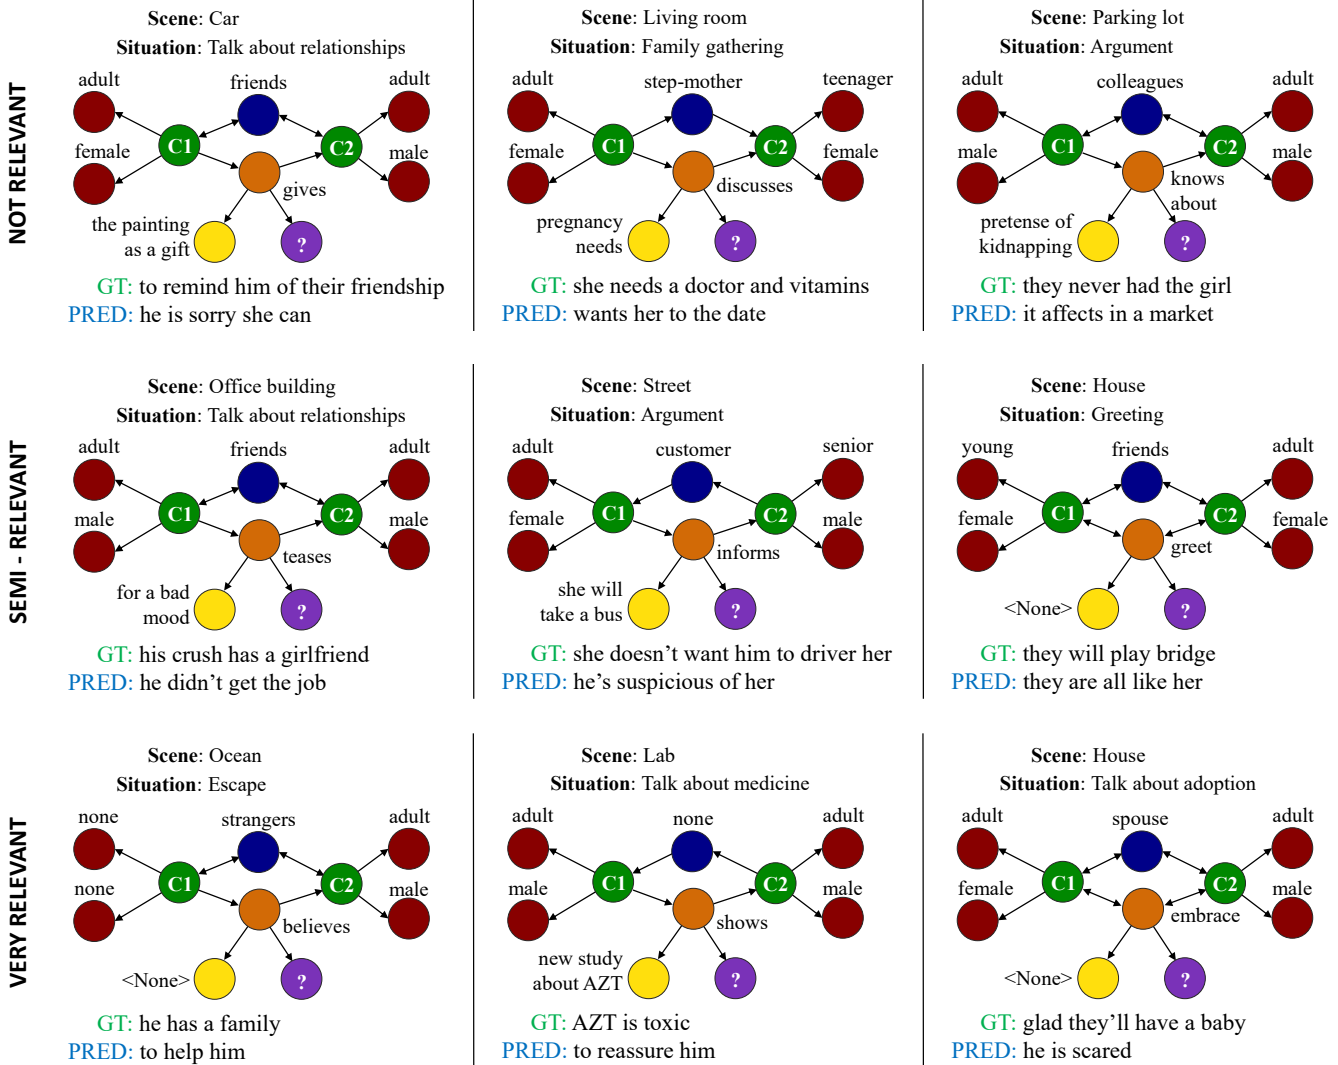 NOT RELEVANT
Scene: Car
Situation: Talk about relationships
adult
friends
adult
C1
C2
female
male
gives
the painting
as a gift
?
GT: to remind him of their friendship
PRED: he is sorry she can
Scene: Living room
Situation: Family gathering
adult
step-mother
teenager
C1
C2
female
female
discusses
pregnancy
needs
?
GT: she needs a doctor and vitamins
PRED: wants her to the date
Scene: Parking lot
Situation: Argument
adult
colleagues
adult
C1
C2
male
male
knows
about
pretense of
kidnapping
?
GT: they never had the girl
PRED: it affects in a market
SEMI - RELEVANT
Scene: Office building
Situation: Talk about relationships
adult
friends
adult
C1
C2
male
male
teases
for a bad
mood
?
GT: his crush has a girlfriend
PRED: he didn't get the job
Scene: Street
Situation: Argument
adult
customer
senior
C1
C2
female
male
informs
she will
take a bus
?
GT: she doesn't want him to driver her
PRED: he's suspicious of her
Scene: House
Situation: Greeting
young
friends
adult
C1
C2
female
female
greet
<None>
?
GT: they will play bridge
PRED: they are all like her
VERY RELEVANT
Scene: Ocean
Situation: Escape
none
strangers
adult
C1
C2
none
male
believes
<None>
?
GT: he has a family
PRED: to help him
Scene: Lab
Situation: Talk about medicine
adult
none
adult
C1
C2
male
male
shows
new study
about AZT
?
GT: AZT is toxic
PRED: to reassure him
Scene: House
Situation: Talk about adoption
adult
spouse
adult
C1
C2
female
male
embrace
<None>
?
GT: glad they'll have a baby
PRED: he is scared